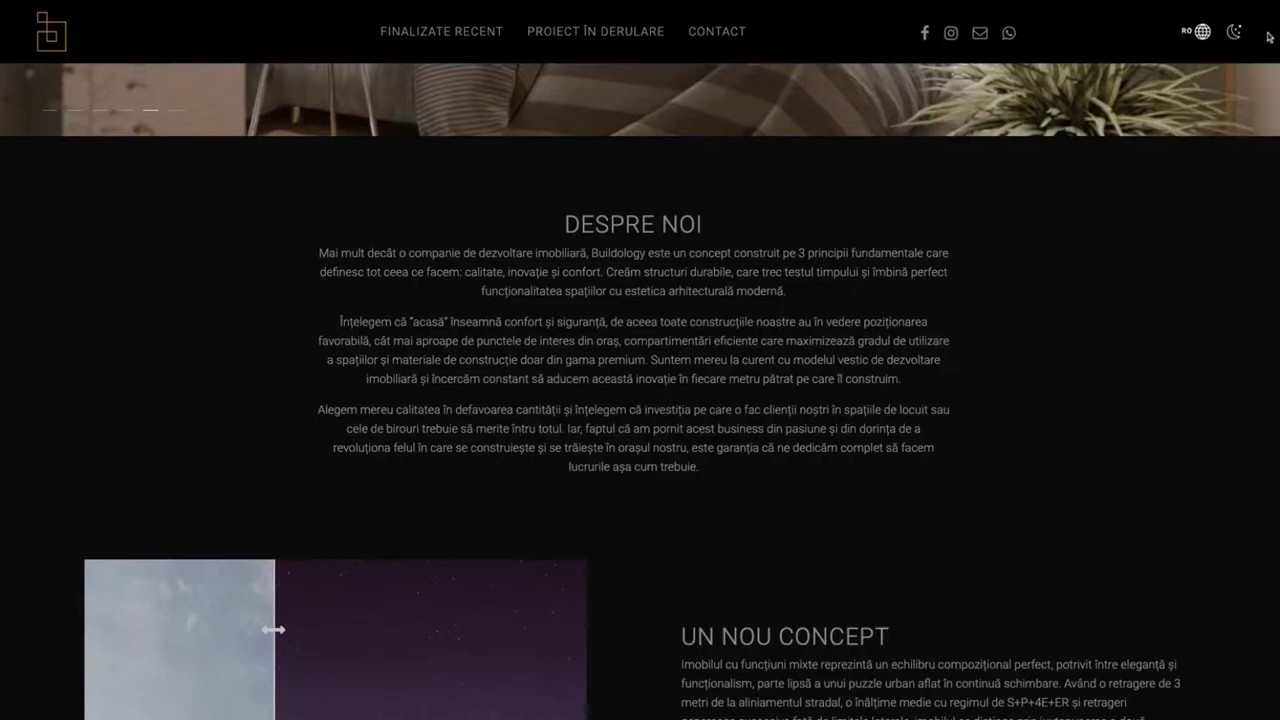 FINALIZATE RECENT PROIECT ÎN DERULARE CONTACT RO
DESPRE NOI
Mai mult decât o companie de dezvoltare imobiliară, Buildology este un concept construit pe 3 principii fundamentale care
definesc tot ceea ce facem: calitate, inovație și confort. Creăm structuri durabile, care trec testul timpului și îmbină perfect
funcționalitatea spațiilor cu estetica arhitecturală modernă.
Înțelegem că ”acasă” înseamnă confort și siguranță, de aceea toate construcțiile noastre au în vedere poziționarea
favorabilă, cât mai aproape de punctele de interes din oraș, compartimentări eficiente care maximizează gradul de utilizare
a spațiilor și materiale de construcție doar din gama premium. Suntem mereu la curent cu modelul vestic de dezvoltare
imobiliară și încercăm constant să aducem această inovație în fiecare metru pătrat pe care îl construim.
Alegem mereu calitatea în defavoarea cantității și înțelegem că investiția pe care o fac clienții noștri în spațiile de locuit sau
cele de birouri trebuie să merite întru totul. Iar, faptul că am pornit acest business din pasiune și din dorința de a
revoluționa felul în care se construiește și se trăiește în orașul nostru, este garanția că ne dedicăm complet să facem
lucrurile așa cum trebuie.
UN NOU CONCEPT
Imobilul cu funcțiuni mixte reprezintă un echilibru compozițional perfect, potrivit între eleganță și
funcționalism, parte lipsă a unui puzzle urban aflat în continuă schimbare. Având o retragere de 3
metri de la aliniamentul stradal, o înălțime medie cu regimul de S+P+4E+ER și retrageri